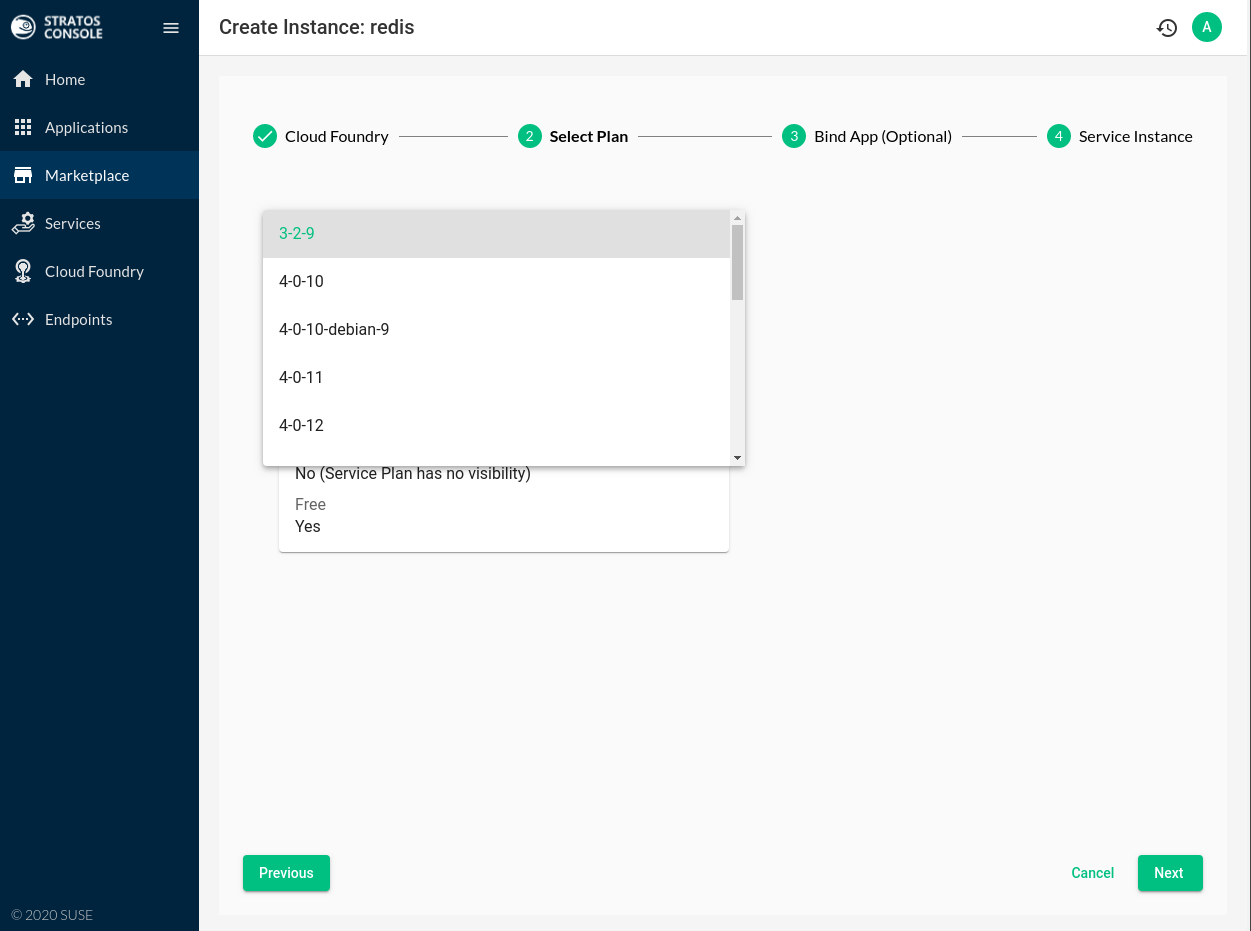 STRATOS
CONSOLE
Create Instance: redis
A
Home
Applications
Marketplace
Services
Cloud Foundry
Endpoints
Cloud Foundry
2 Select Plan
3 Bind App (Optional)
4 Service Instance
3-2-9
4-0-10
4-0-10-debian-9
4-0-11
4-0-12
No (Service Plan has no visibility)
Free
Yes
Previous
Cancel
Next
© 2020 SUSE